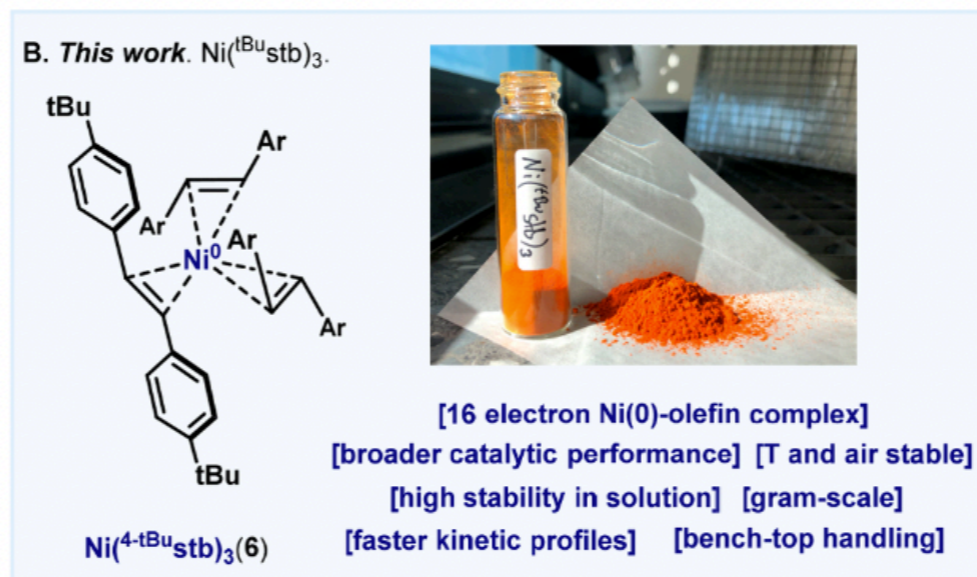 B. This work. Ni(tBustb)3.
tBu
Ar
Ar
Ar
Ni0
Ar
tBu
Ni(4-tBustb)3(6)
Ni(tBustb)3
[16 electron Ni(0)-olefin complex]
[broader catalytic performance] [T and air stable]
[high stability in solution] [gram-scale]
[faster kinetic profiles] [bench-top handling]